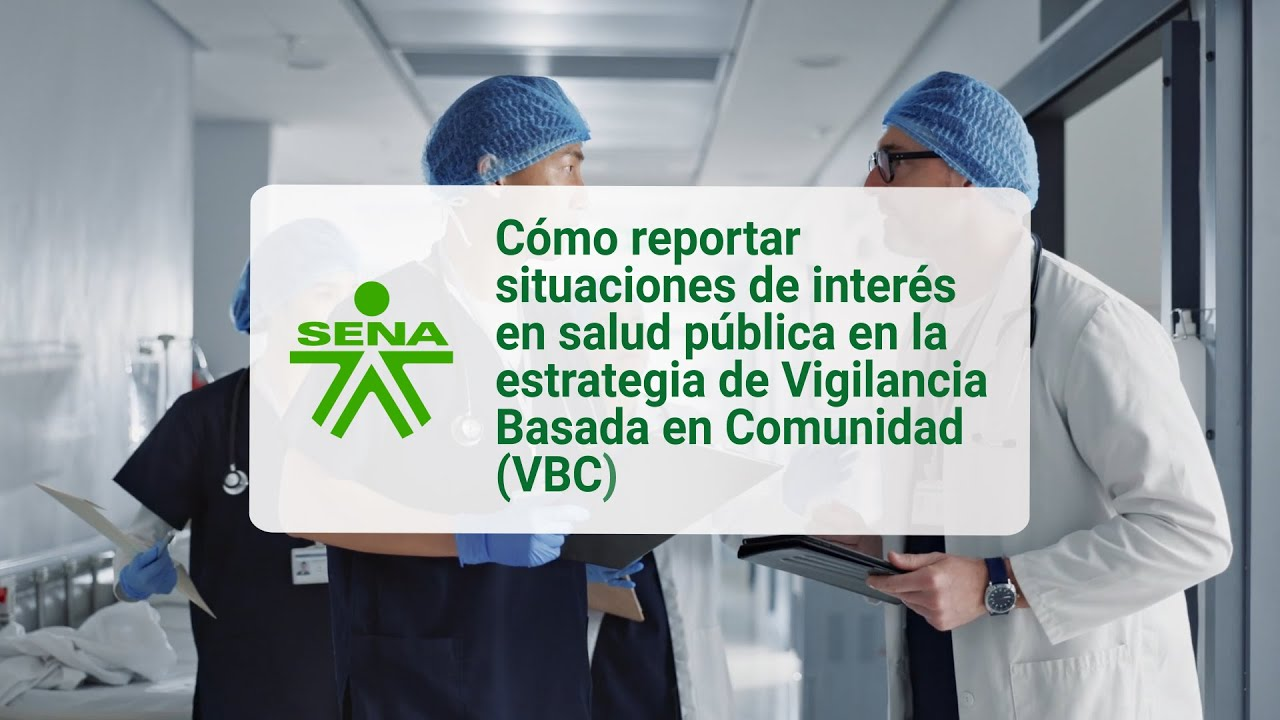 SENA
Cómo reportar
situaciones de interés
en salud pública en la
estrategia de Vigilancia
Basada en Comunidad
(VBC)